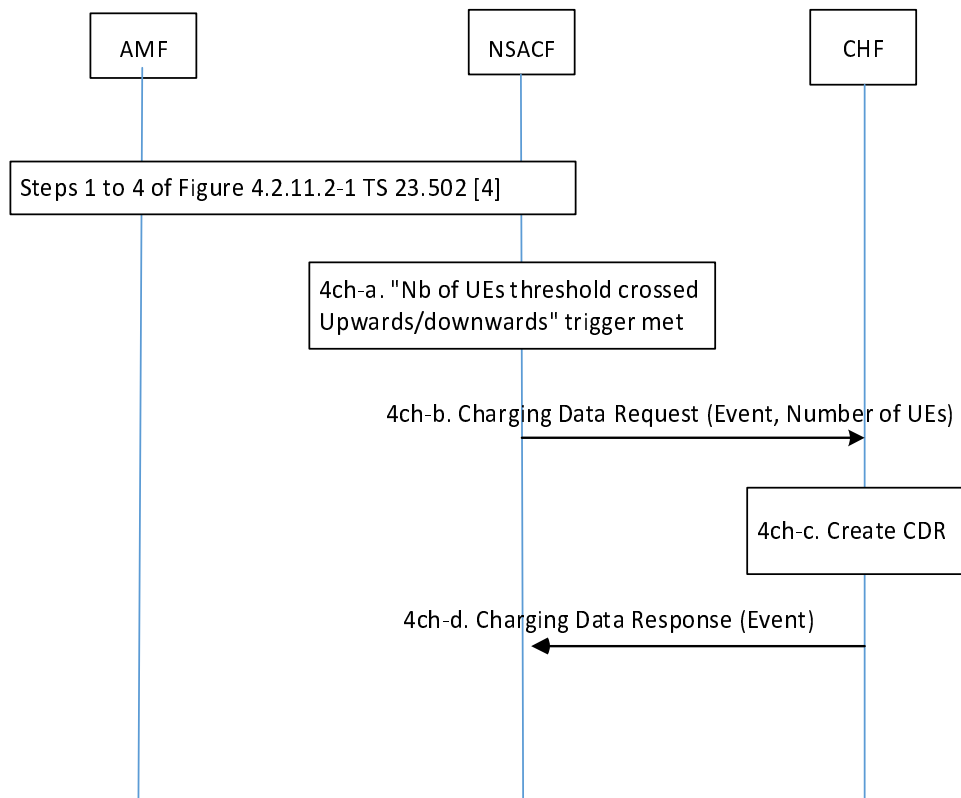 AMF
NSACF
CHF
Steps 1 to 4 of Figure 4.2.11.2-1 TS 23.502 [4]
4ch-a. "Nb of UEs threshold crossed
Upwards/downwards" trigger met
4ch-b. Charging Data Request (Event, Number of UEs)
4ch-c. Create CDR
4ch-d. Charging Data Response (Event)